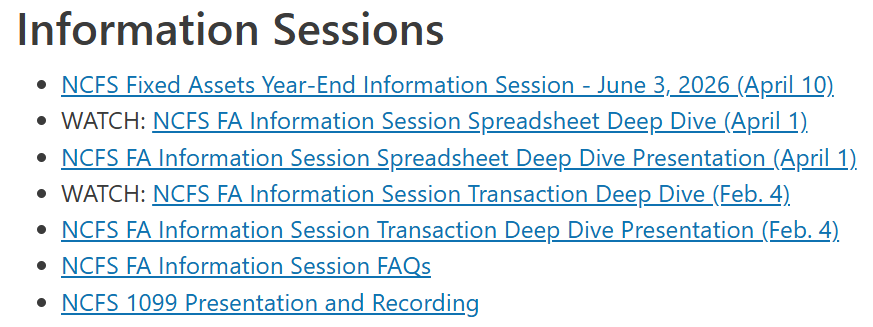 Information Sessions
• NCFS Fixed Assets Year-End Information Session - June 3, 2026 (April 10)
• WATCH: NCFS FA Information Session Spreadsheet Deep Dive (April 1)
• NCFS FA Information Session Spreadsheet Deep Dive Presentation (April 1)
• WATCH: NCFS FA Information Session Transaction Deep Dive (Feb. 4)
• NCFS FA Information Session Transaction Deep Dive Presentation (Feb. 4)
• NCFS FA Information Session FAQs
• NCFS 1099 Presentation and Recording